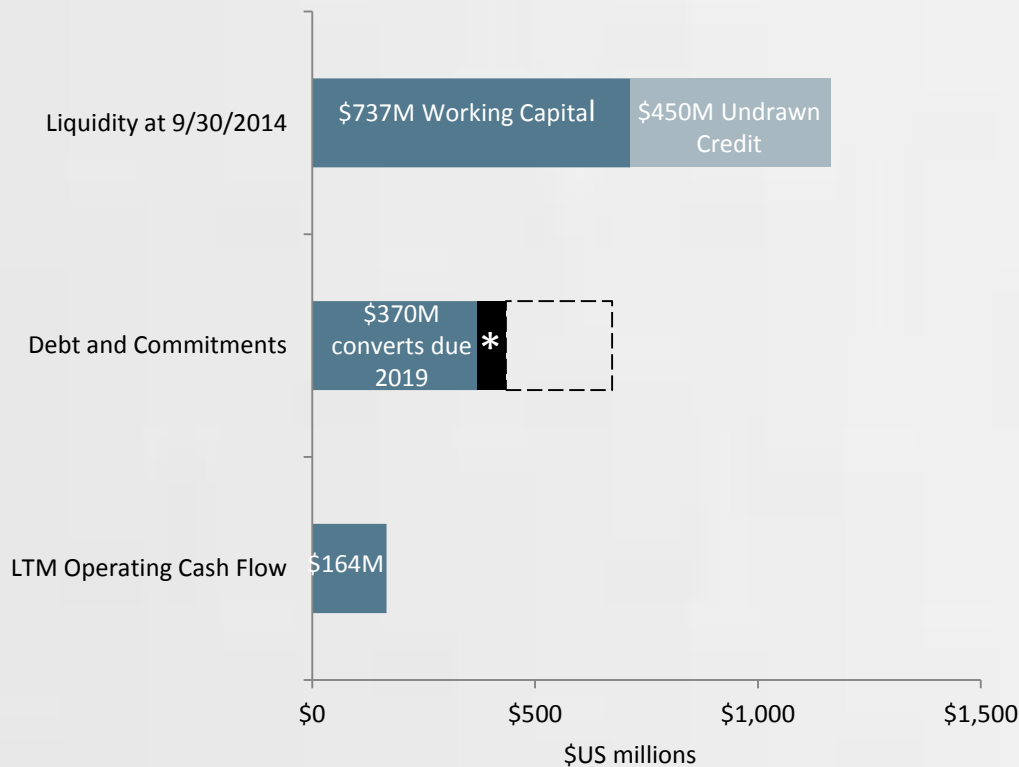 Liquidity at 9/30/2014
$737M Working Capital
$450M Undrawn
Credit
Debt and Commitments
$370M
converts due
2019
*
LTM Operating Cash Flow
$164M
$0
$500
$1,000
$1,500
$US millions